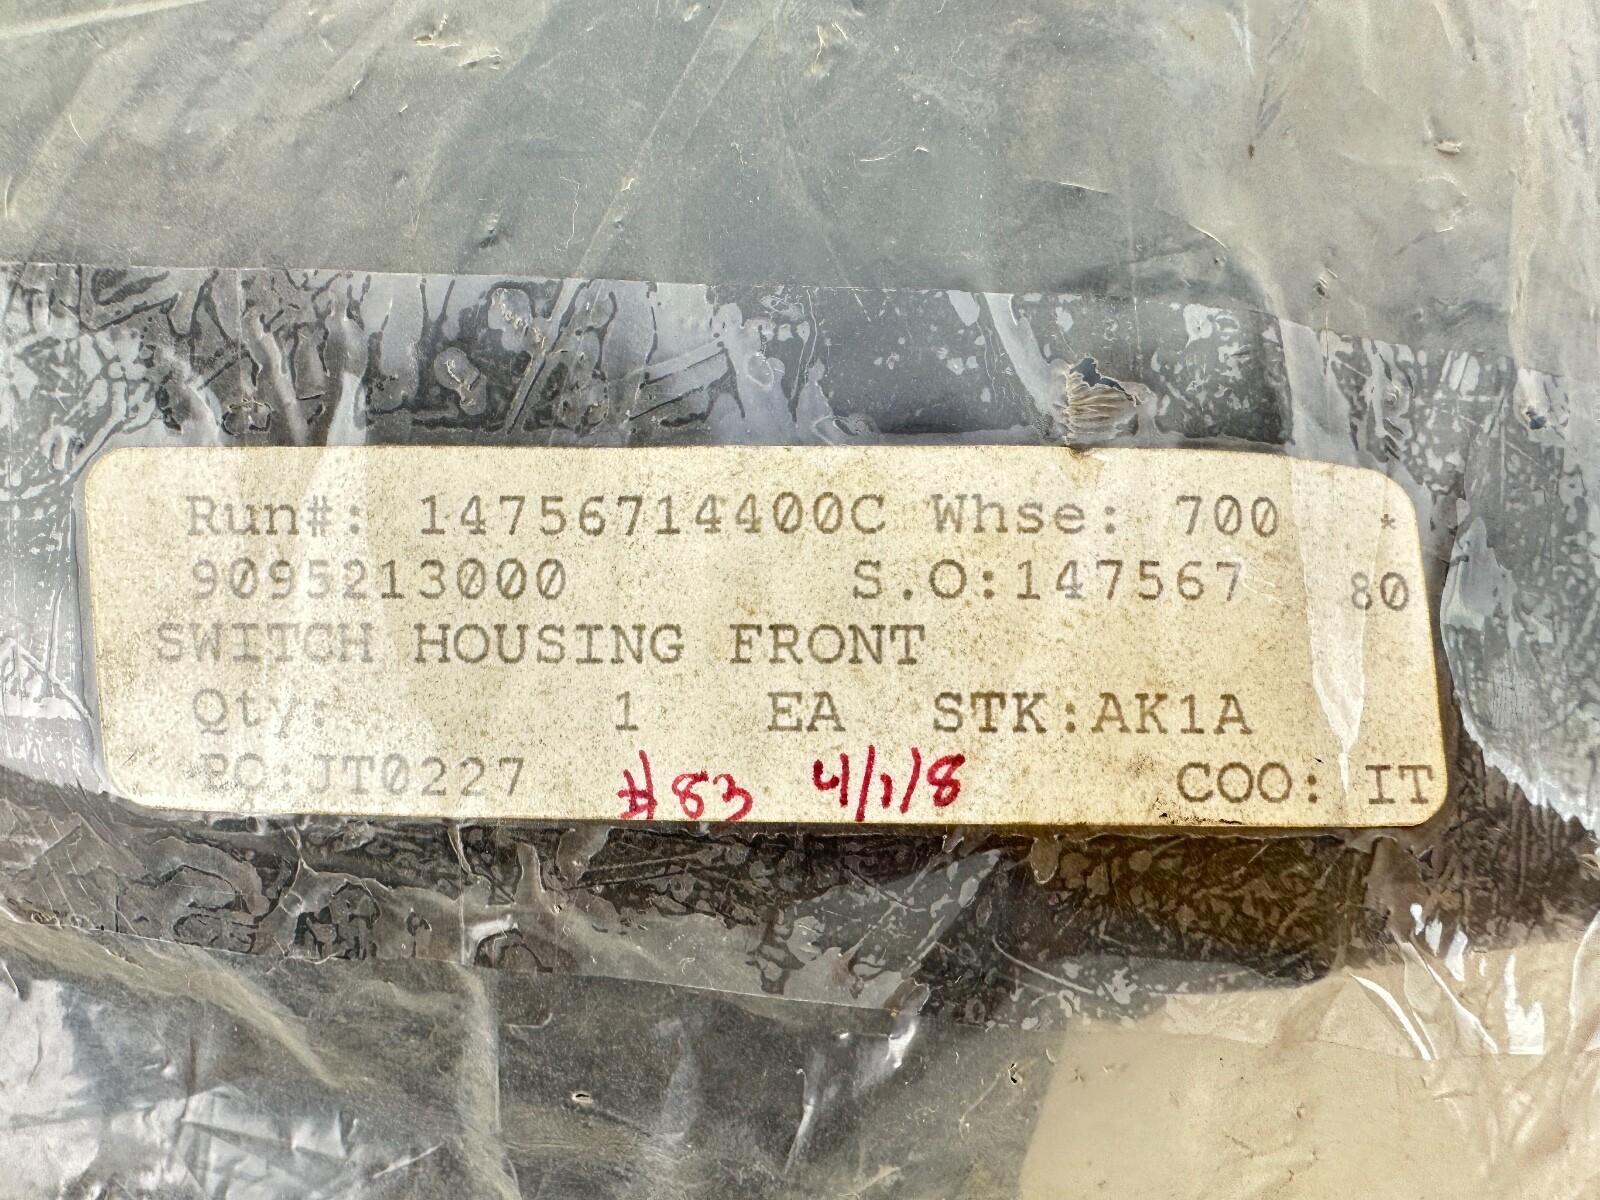 Run#: 14756714400C Whse: 700 *
9095213000 S.O:147567 80
SWITCH HOUSING FRONT
Qty: 1 EA STK:AK1A
PO:JT0227 #83 4/1/8 COO: IT